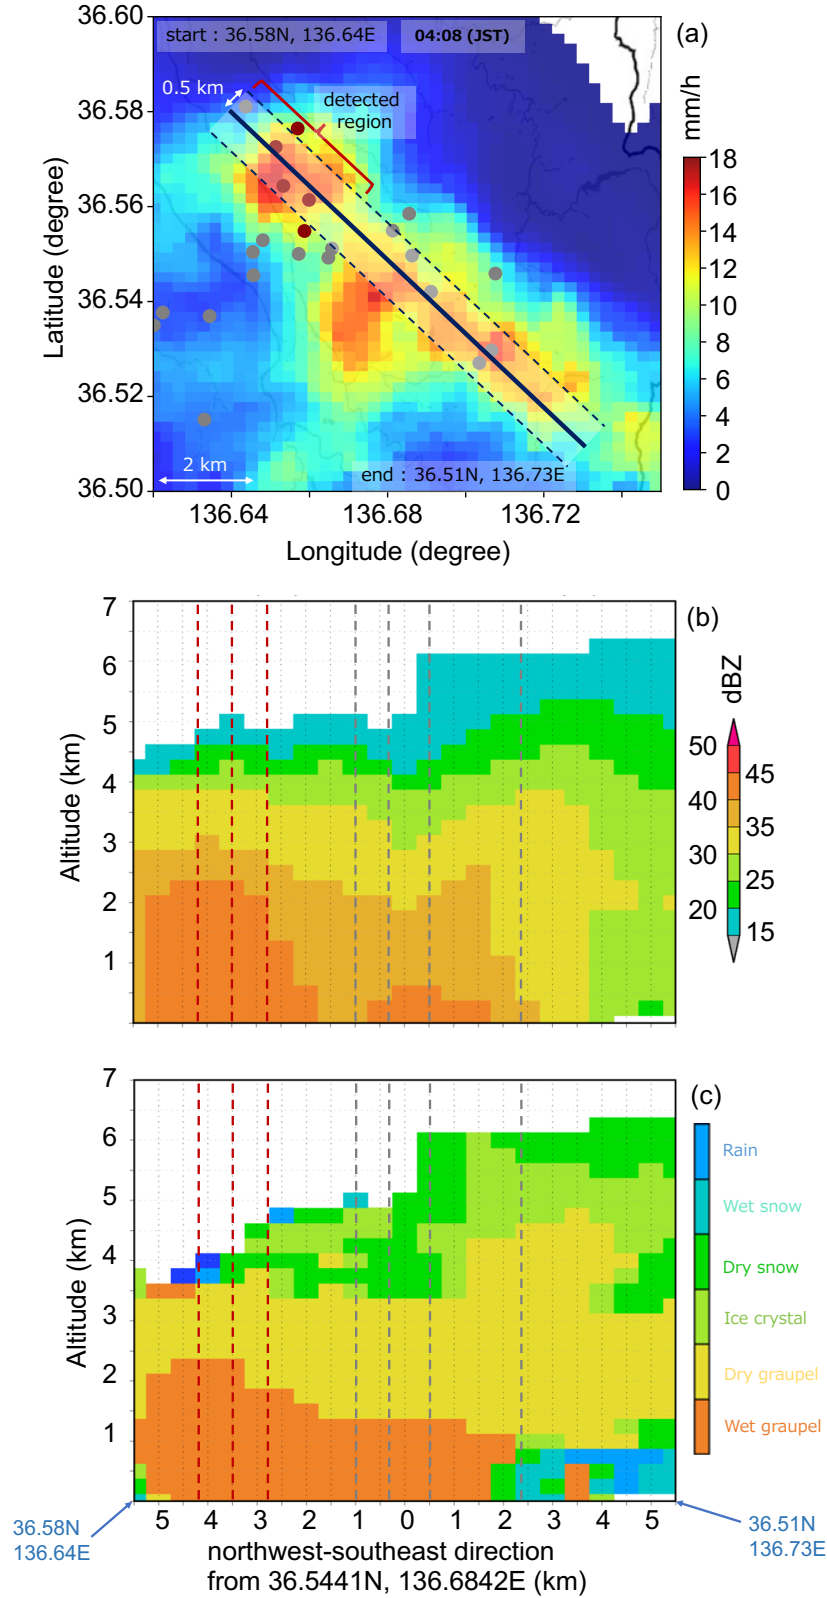 36.60
start : 36.58N, 136.64E
04:08 (JST)
(a)
0.5 km
detected
region
mm/h
36.58
36.56
36.54
36.52
36.50
Latitude (degree)
18
16
14
12
10
8
6
4
2
0
2 km
end : 36.51N, 136.73E
136.64
136.68
136.72
Longitude (degree)
(b)
7
6
5
4
3
2
1
Altitude (km)
dBZ
50
45
40
35
30
25
20
15
(c)
7
6
5
4
3
2
1
Altitude (km)
Rain
Wet snow
Dry snow
Ice crystal
Dry graupel
Wet graupel
5 4 3 2 1 0 1 2 3 4 5
36.58N
136.64E
36.51N
136.73E
northwest-southeast direction
from 36.5441N, 136.6842E (km)